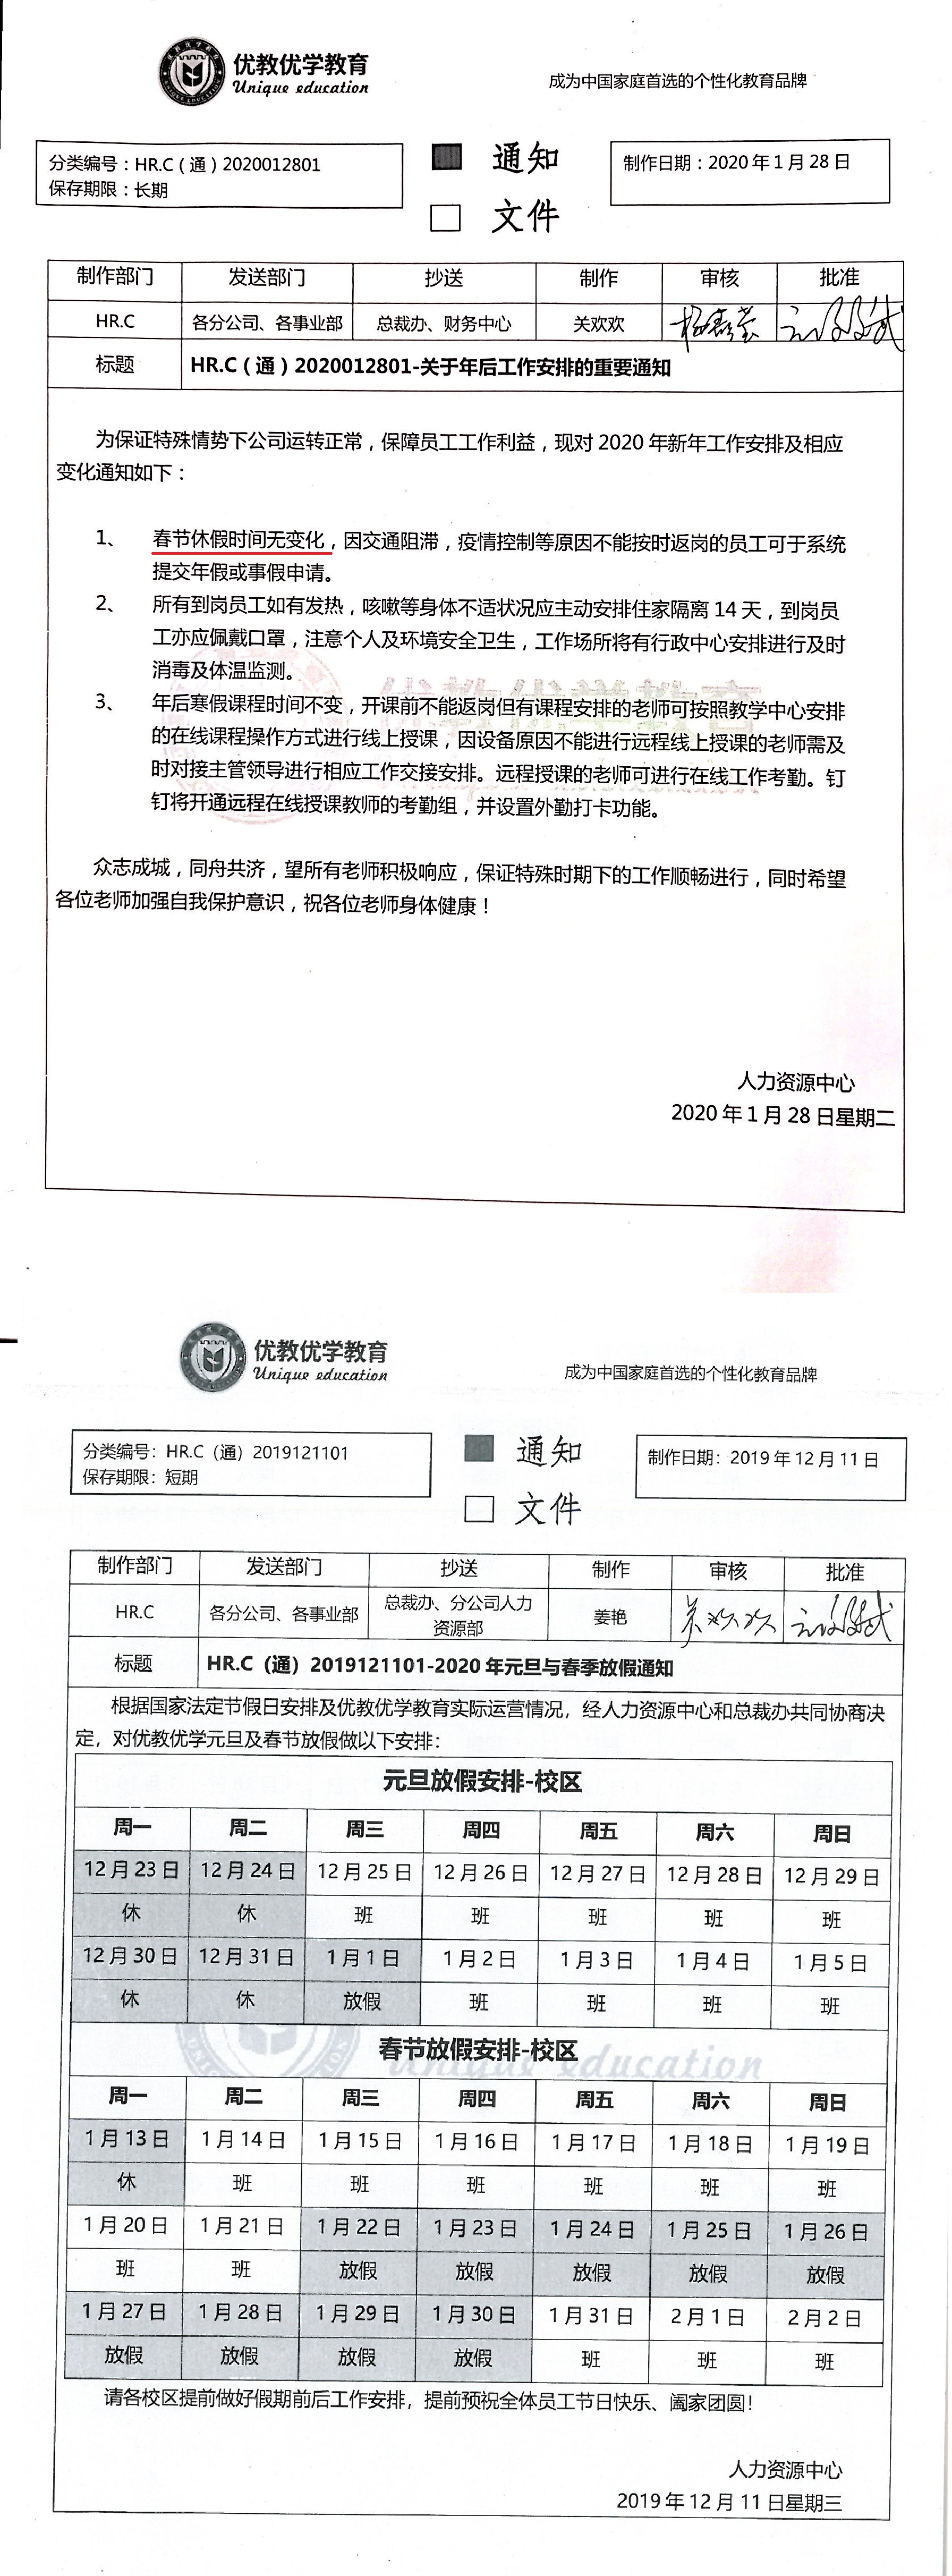 优教优学教育
Unique education
成为中国家庭首选的个性化教育品牌
分类编号：HR.C（通）2020012801
保存期限：长期
通知
文件
制作日期：2020 年 1 月 28 日
制作部门 发送部门 抄送 制作 审核 批准
HR.C 各分公司、各事业部 总裁办、财务中心 关欢欢
标题 HR.C（通）2020012801-关于年后工作安排的重要通知
为保证特殊情势下公司运转正常，保障员工工作利益，现对 2020 年新年工作安排及相应
变化通知如下：
1、 春节休假时间无变化，因交通阻滞，疫情控制等原因不能按时返岗的员工可于系统
提交年假或事假申请。
2、 所有到岗员工如有发热，咳嗽等身体不适状况应主动安排住家隔离 14 天，到岗员
工亦应佩戴口罩，注意个人及环境安全卫生，工作场所将有行政中心安排进行及时
消毒及体温监测。
3、 年后寒假课程时间不变，开课前不能返岗但有课程安排的老师可按照教学中心安排
的在线课程操作方式进行线上授课，因设备原因不能进行远程线上授课的老师需及
时对接主管领导进行相应工作交接安排。远程授课的老师可进行在线工作考勤。钉
钉将开通远程在线授课教师的考勤组，并设置外勤打卡功能。
众志成城，同舟共济，望所有老师积极响应，保证特殊时期下的工作顺畅进行，同时希望
各位老师加强自我保护意识，祝各位老师身体健康！
人力资源中心
2020 年 1 月 28 日星期二
优教优学教育
Unique education
成为中国家庭首选的个性化教育品牌
分类编号：HR.C（通）2019121101
保存期限：短期
通知
文件
制作日期：2019 年 12 月 11 日
制作部门 发送部门 抄送 制作 审核 批准
HR.C 各分公司、各事业部 总裁办、分公司人力
资源部 姜艳 关欢欢
标题 HR.C（通）2019121101-2020 年元旦与春季放假通知
根据国家法定节假日安排及优教优学教育实际运营情况，经人力资源中心和总裁办共同协商决
定，对优教优学元旦及春节放假做以下安排：
元旦放假安排-校区
周一 周二 周三 周四 周五 周六 周日
12 月 23 日 12 月 24 日 12 月 25 日 12 月 26 日 12 月 27 日 12 月 28 日 12 月 29 日
休 休 班 班 班 班 班
12 月 30 日 12 月 31 日 1 月 1 日 1 月 2 日 1 月 3 日 1 月 4 日 1 月 5 日
休 休 放假 班 班 班 班
春节放假安排-校区
周一 周二 周三 周四 周五 周六 周日
1 月 13 日 1 月 14 日 1 月 15 日 1 月 16 日 1 月 17 日 1 月 18 日 1 月 19 日
休 班 班 班 班 班 班
1 月 20 日 1 月 21 日 1 月 22 日 1 月 23 日 1 月 24 日 1 月 25 日 1 月 26 日
班 班 放假 放假 放假 放假 放假
1 月 27 日 1 月 28 日 1 月 29 日 1 月 30 日 1 月 31 日 2 月 1 日 2 月 2 日
放假 放假 放假 放假 班 班 班
请各校区提前做好假期前后工作安排，提前预祝全体员工节日快乐、阖家团圆！
人力资源中心
2019 年 12 月 11 日星期三